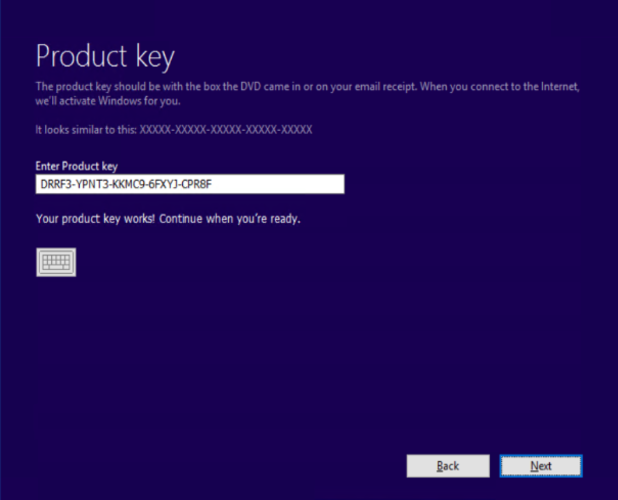 Product key
The product key should be with the box the DVD came in or on your email receipt. When you connect to the Internet,
we'll activate Windows for you.
It looks similar to this: XXXXX-XXXXX-XXXXX-XXXXX-XXXXX
Enter Product key
DRRF3-YPNT3-KKMC9-6FXYJ-CPR8F
Your product key works! Continue when you're ready.
Back
Next